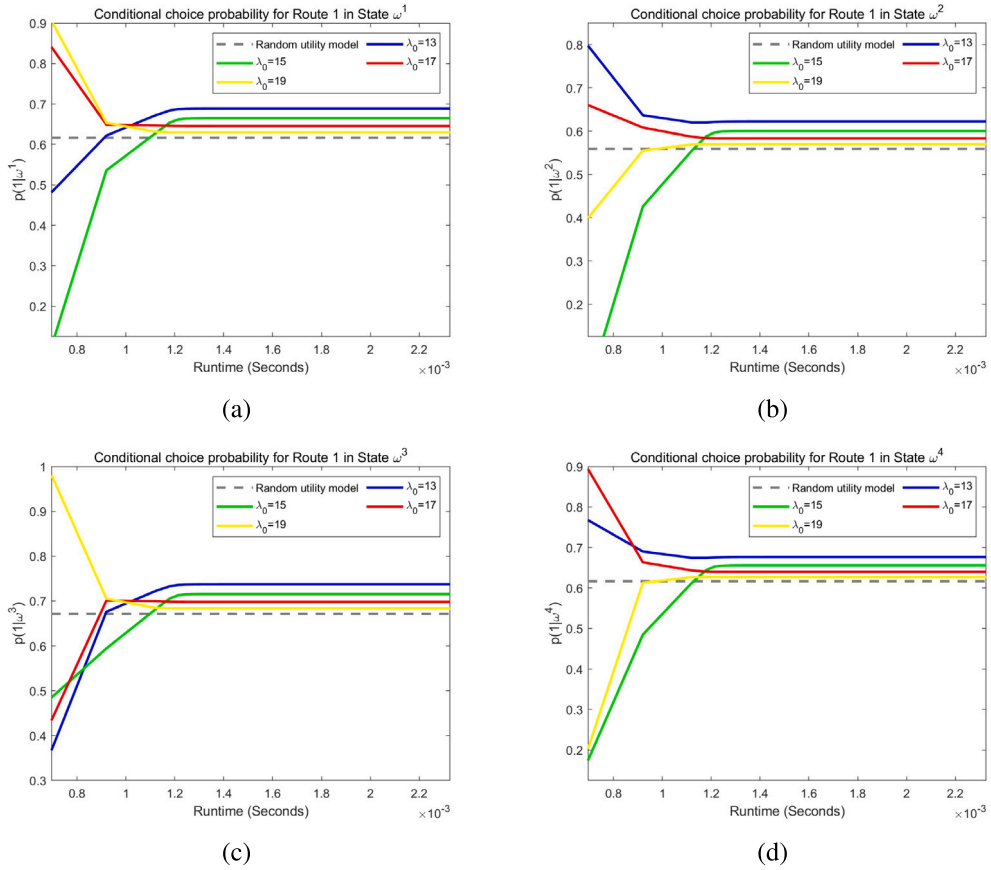 Conditional choice probability for Route 1 in State ω¹
Random utility model
λ₀=13
λ₀=15
λ₀=17
λ₀=19
0.9
0.8
0.7
0.6
0.5
0.4
0.3
0.2
p(1|ω¹)
0.8 1 1.2 1.4 1.6 1.8 2 2.2
Runtime (Seconds)
×10⁻³
(a)
Conditional choice probability for Route 1 in State ω²
Random utility model
λ₀=13
λ₀=15
λ₀=17
λ₀=19
0.8
0.7
0.6
0.5
0.4
0.3
0.2
p(1|ω²)
0.8 1 1.2 1.4 1.6 1.8 2 2.2
Runtime (Seconds)
×10⁻³
(b)
Conditional choice probability for Route 1 in State ω³
Random utility model
λ₀=13
λ₀=15
λ₀=17
λ₀=19
1
0.9
0.8
0.7
0.6
0.5
0.4
0.3
p(1|ω³)
0.8 1 1.2 1.4 1.6 1.8 2 2.2
Runtime (Seconds)
×10⁻³
(c)
Conditional choice probability for Route 1 in State ω⁴
Random utility model
λ₀=13
λ₀=15
λ₀=17
λ₀=19
0.9
0.8
0.7
0.6
0.5
0.4
0.3
0.2
p(1|ω⁴)
0.8 1 1.2 1.4 1.6 1.8 2 2.2
Runtime (Seconds)
×10⁻³
(d)